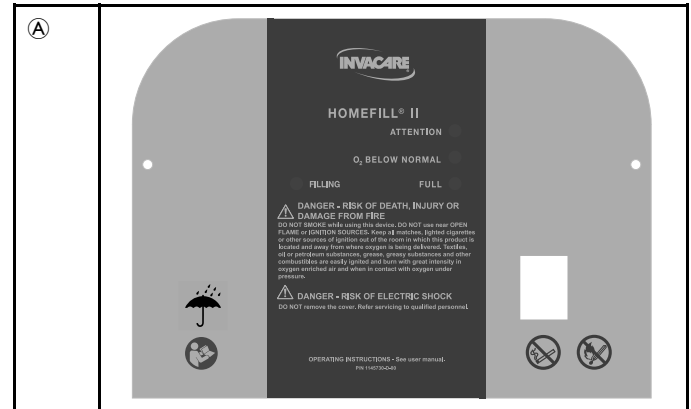 Ⓐ
INVACARE®
HOMEFILL® II
ATTENTION
O₂ BELOW NORMAL
FILLING FULL
DANGER - RISK OF DEATH, INJURY OR
DAMAGE FROM FIRE
DO NOT SMOKE while using this device. DO NOT use near OPEN
FLAME or IGNITION SOURCES. Keep all matches, lighted cigarettes
or other sources of ignition out of the room in which this product is
located and away from where oxygen is being delivered. Textiles,
oil or petroleum substances, grease, greasy substances and other
combustibles are easily ignited and burn with great intensity in
oxygen enriched air and when in contact with oxygen under
pressure.
DANGER - RISK OF ELECTRIC SHOCK
DO NOT remove the cover. Refer servicing to qualified personnel.
OPERATING INSTRUCTIONS - See user manual.
P/N 1145730-D-00